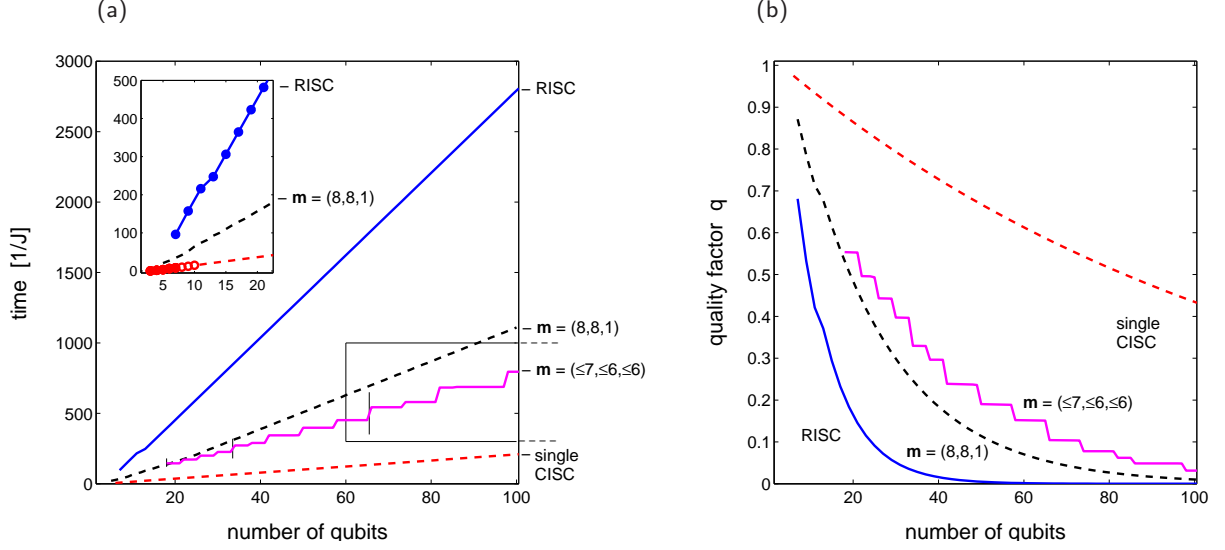 (a)
3000
2500
2000
1500
1000
500
0
time [1/J]
20
40
60
80
100
number of qubits
500
400
300
200
100
0
5
10
15
20
RISC
m = (8,8,1)
RISC
m = (8,8,1)
m = (≤7,≤6,≤6)
single
CISC
(b)
1
0.9
0.8
0.7
0.6
0.5
0.4
0.3
0.2
0.1
0
quality factor q
20
40
60
80
100
number of qubits
single
CISC
m = (≤7,≤6,≤6)
RISC
m = (8,8,1)